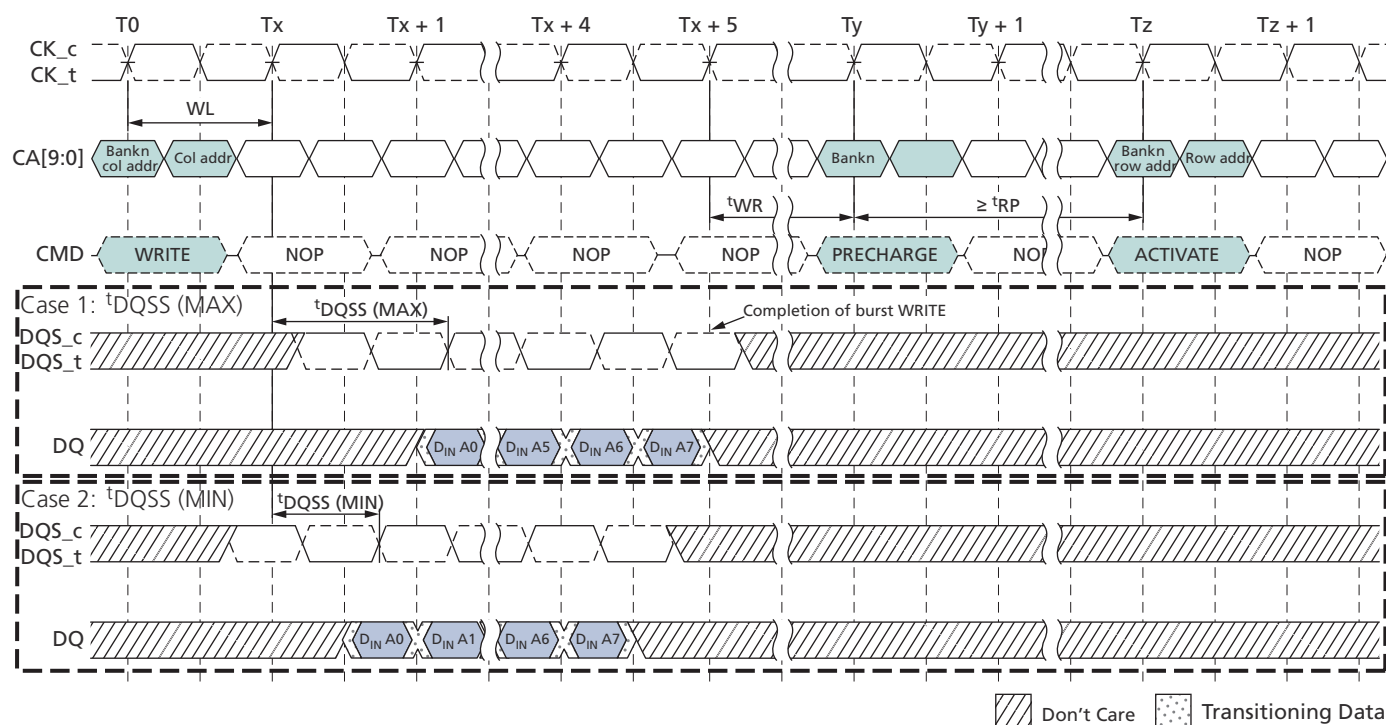 T0 Tx Tx + 1 Tx + 4 Tx + 5 Ty Ty + 1 Tz Tz + 1
CK_c
CK_t
WL
CA[9:0] Bankn col addr Col addr Bankn Bankn row addr Row addr
tWR ≥ tRP
CMD WRITE NOP NOP NOP NOP PRECHARGE NOP ACTIVATE NOP
Case 1: tDQSS (MAX) tDQSS (MAX) Completion of burst WRITE
DQS_c
DQS_t
DQ DIN A0 DIN A5 DIN A6 DIN A7
Case 2: tDQSS (MIN) tDQSS (MIN)
DQS_c
DQS_t
DQ DIN A0 DIN A1 DIN A6 DIN A7
Don't Care Transitioning Data